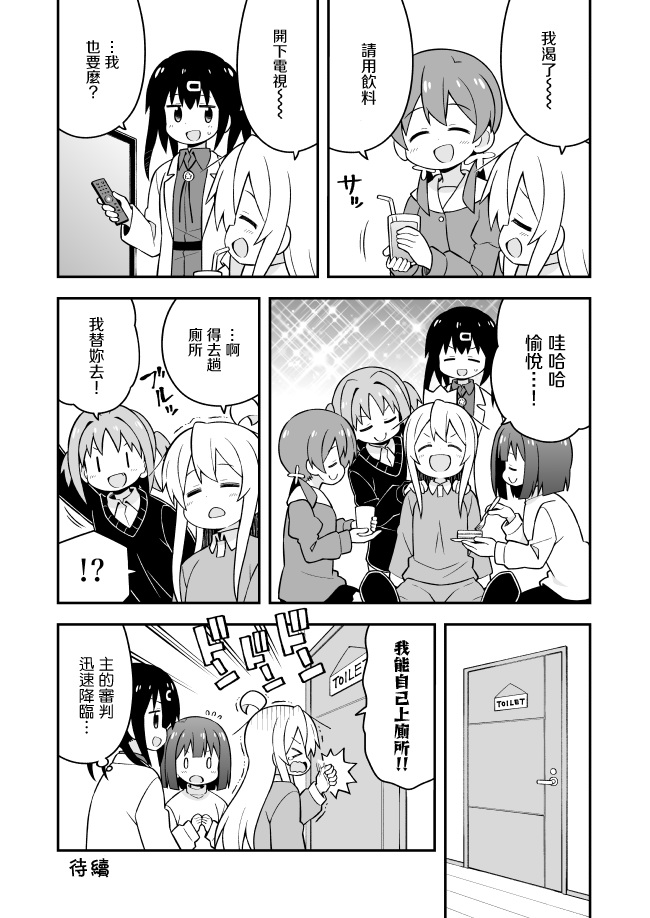 我渴了～～
請用飲料
サッ
開下電視～～
…我
也要麼？
哇哈哈
愉悅…！
…啊
得去趟
廁所
ブルッ
我替妳去！
!?
TOILET
我能自己上廁所!!
TOILET
ドンドンドン
主的審判
迅速降臨…
待續